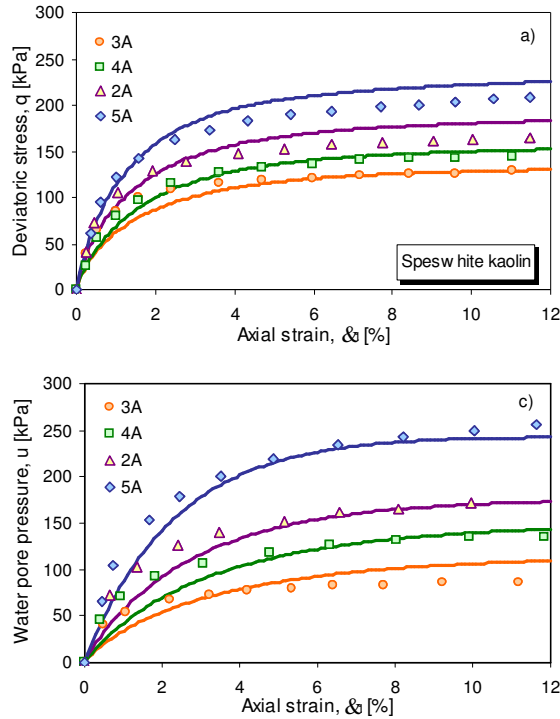 a)
3A
4A
2A
5A
Deviatoric stress, q [kPa]
300
250
200
150
100
50
0
0 2 4 6 8 10 12
Axial strain, & [%]
Spesw hite kaolin
c)
3A
4A
2A
5A
Water pore pressure, u [kPa]
300
250
200
150
100
50
0
0 2 4 6 8 10 12
Axial strain, & [%]